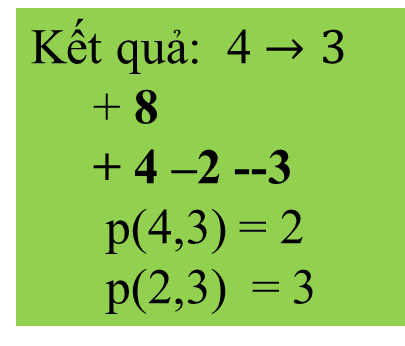 Kết quả: 4 → 3
+ 8
+ 4 –2 --3
p(4,3) = 2
p(2,3) = 3